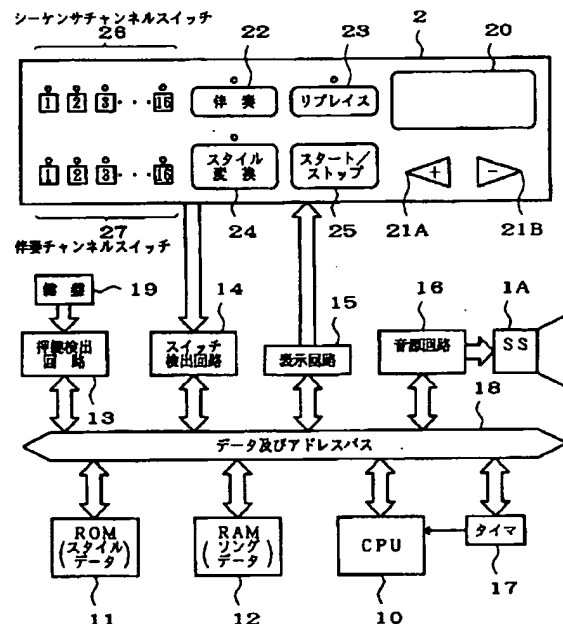 シーケンサチャンネルスイッチ
26 22 23 2 20
1 2 3 ・・・ 16 伴奏 リプレイス
1 2 3 ・・・ 16 スタイル変換 スタート／ストップ + -
27 24 25 21A 21B
伴奏チャンネルスイッチ
鍵盤 19 14 15 16 1A
押鍵検出回路 スイッチ検出回路 表示回路 音源回路 SS
13 18
データ及びアドレスバス
ROM (スタイルデータ) RAM (ソングデータ) CPU タイマ
11 12 10 17